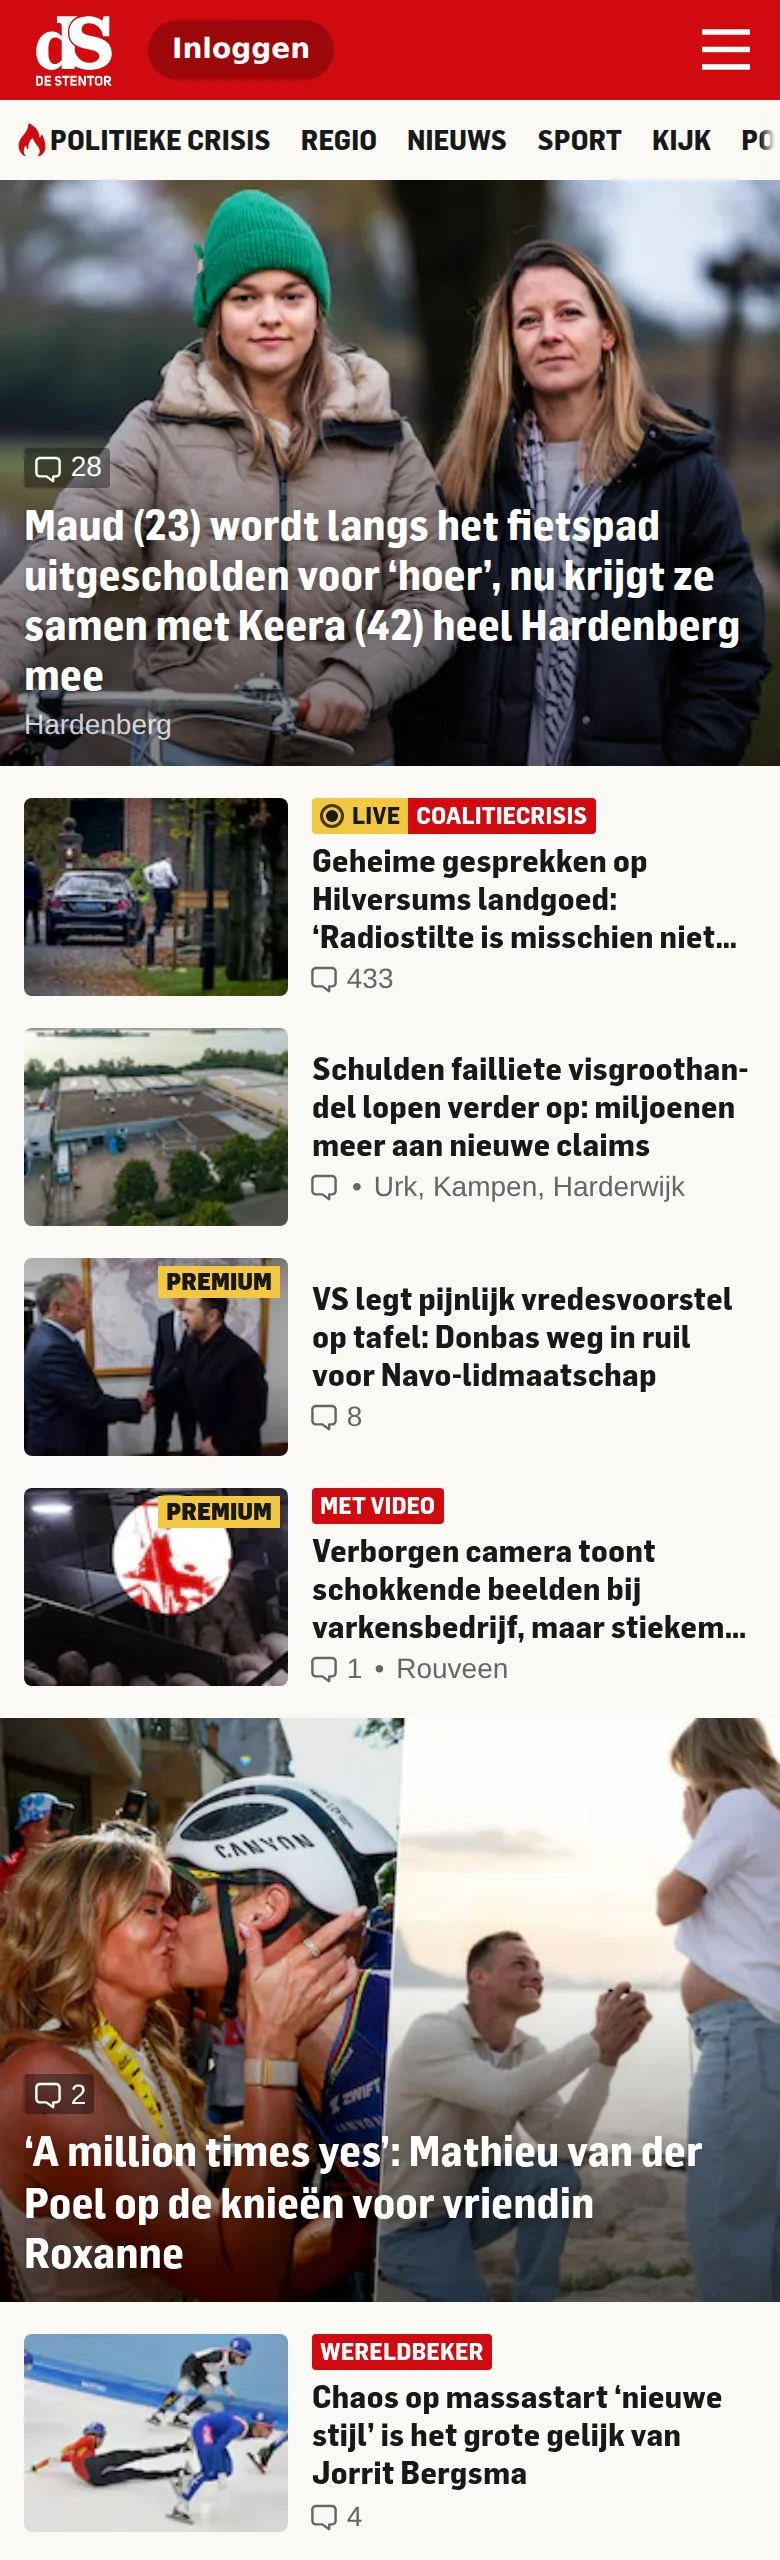 dS
DE STENTOR
Inloggen
POLITIEKE CRISIS REGIO NIEUWS SPORT KIJK PO
28
Maud (23) wordt langs het fietspad
uitgescholden voor ‘hoer’, nu krijgt ze
samen met Keera (42) heel Hardenberg
mee
Hardenberg
LIVE COALITIECRISIS
Geheime gesprekken op
Hilversums landgoed:
‘Radiostilte is misschien niet...
433
Schulden failliete visgroothan-
del lopen verder op: miljoenen
meer aan nieuwe claims
• Urk, Kampen, Harderwijk
PREMIUM
VS legt pijnlijk vredesvoorstel
op tafel: Donbas weg in ruil
voor Navo-lidmaatschap
8
PREMIUM
MET VIDEO
Verborgen camera toont
schokkende beelden bij
varkensbedrijf, maar stiekem...
1 • Rouveen
CANYON
ZWIFT
2
‘A million times yes’: Mathieu van der
Poel op de knieën voor vriendin
Roxanne
WERELDBEKER
Chaos op massastart ‘nieuwe
stijl’ is het grote gelijk van
Jorrit Bergsma
4